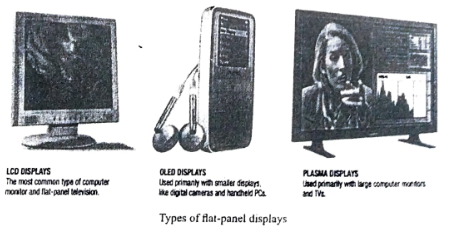 LCD DISPLAYS
The most common type of computer
monitor and flat-panel television.
OLED DISPLAYS
Used primarily with smaller displays,
like digital cameras and handheld PCs.
PLASMA DISPLAYS
Used primarily with large computer monitors
and TVs.
Types of flat-panel displays